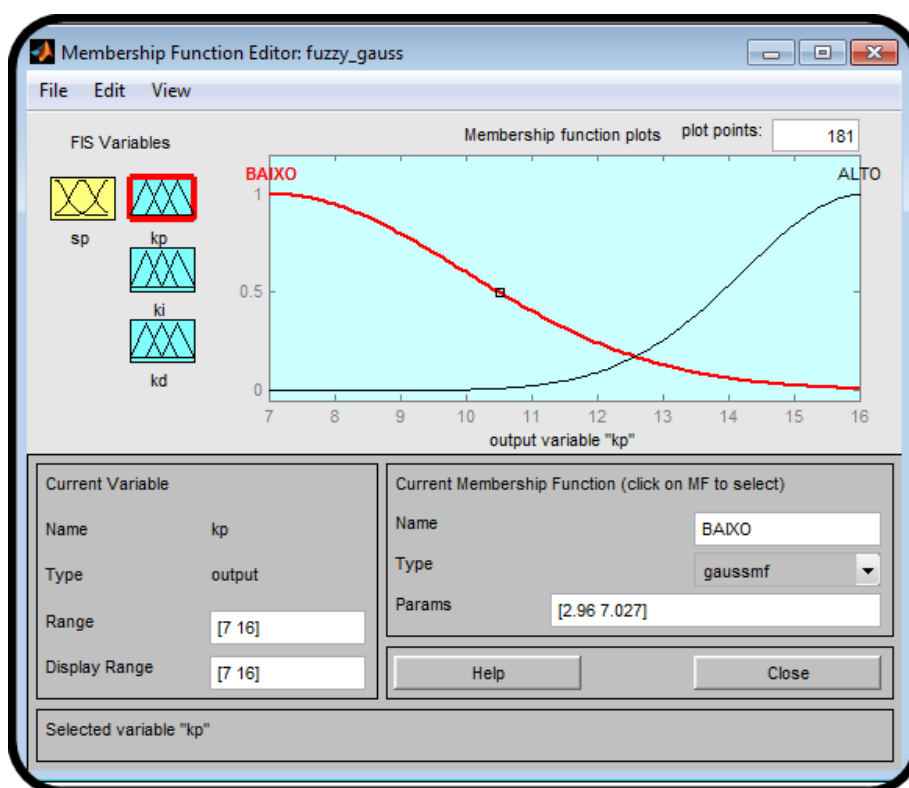 Membership Function Editor: fuzzy_gauss
File Edit View
FIS Variables
Membership function plots plot points: 181
sp
kp
ki
kd
BAIXO
ALTO
1
0.5
0
7 8 9 10 11 12 13 14 15 16
output variable "kp"
Current Variable
Name kp
Type output
Range [7 16]
Display Range [7 16]
Current Membership Function (click on MF to select)
Name BAIXO
Type gaussmf
Params [2.96 7.027]
Help Close
Selected variable "kp"